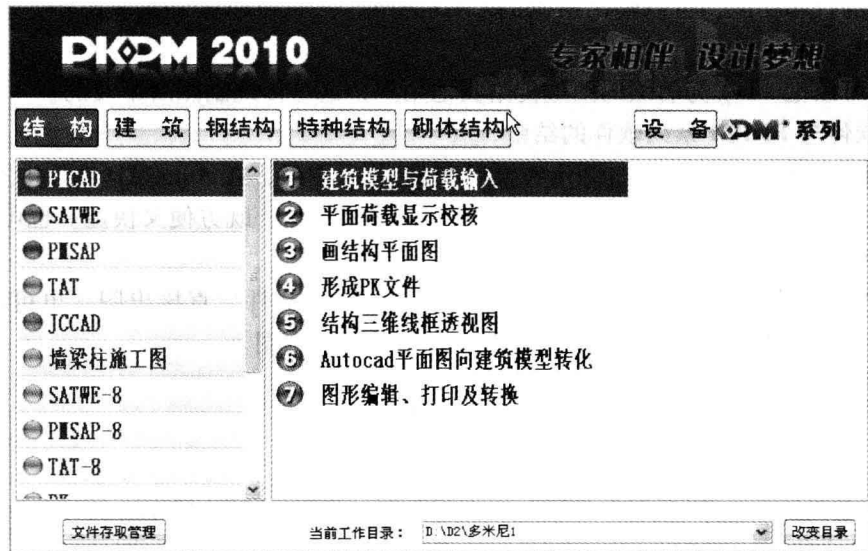 PKPM 2010
专家相伴 设计梦想
结 构 建 筑 钢结构 特种结构 砌体结构 设 备 PKPM系列
PMCAD
SATWE
PMSAP
TAT
JCCAD
墙梁柱施工图
SATWE-8
PMSAP-8
TAT-8
PK
1 建筑模型与荷载输入
2 平面荷载显示校核
3 画结构平面图
4 形成PK文件
5 结构三维线框透视图
6 Autocad平面图向建筑模型转化
7 图形编辑、打印及转换
文件存取管理 当前工作目录: D:\D2\多米尼1 改变目录